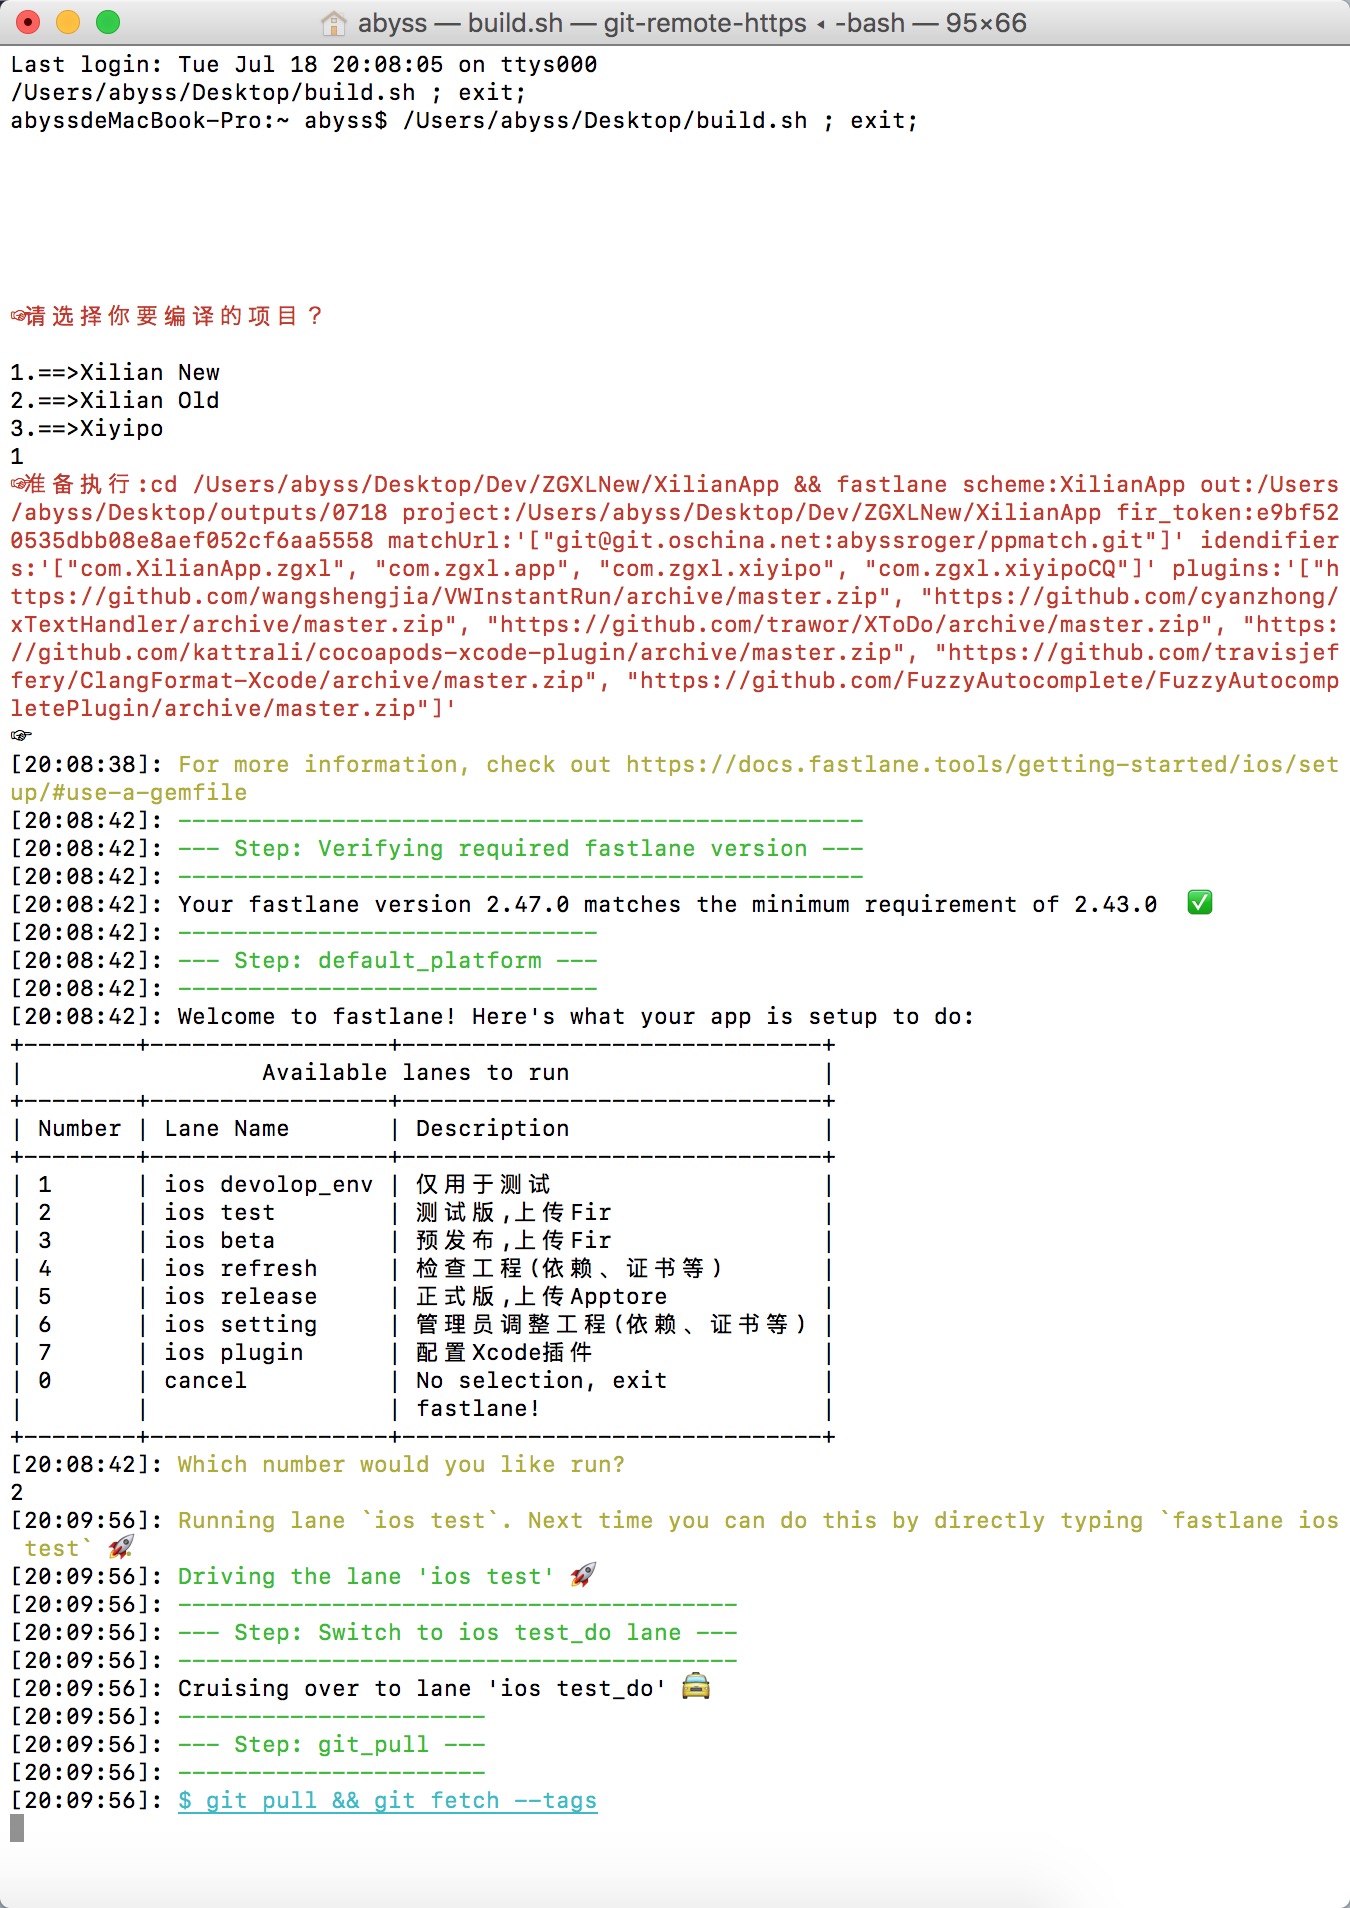 abyss — build.sh — git-remote-https ◂ -bash — 95×66
Last login: Tue Jul 18 20:08:05 on ttys000
/Users/abyss/Desktop/build.sh ; exit;
abyssdeMacBook-Pro:~ abyss$ /Users/abyss/Desktop/build.sh ; exit;
☞请选择你要编译的项目？
1.==>Xilian New
2.==>Xilian Old
3.==>Xiyipo
1
☞准备执行:cd /Users/abyss/Desktop/Dev/ZGXLNew/XilianApp && fastlane scheme:XilianApp out:/Users
/abyss/Desktop/outputs/0718 project:/Users/abyss/Desktop/Dev/ZGXLNew/XilianApp fir_token:e9bf52
0535dbb08e8aef052cf6aa5558 matchUrl:'["git@git.oschina.net:abyssroger/ppmatch.git"]' idendifier
s:'["com.XilianApp.zgxl", "com.zgxl.app", "com.zgxl.xiyipo", "com.zgxl.xiyipoCQ"]' plugins:'["h
ttps://github.com/wangshengjia/VWInstantRun/archive/master.zip", "https://github.com/cyanzhong/
xTextHandler/archive/master.zip", "https://github.com/trawor/XToDo/archive/master.zip", "https:
//github.com/kattrali/cocoapods-xcode-plugin/archive/master.zip", "https://github.com/travisjef
fery/ClangFormat-Xcode/archive/master.zip", "https://github.com/FuzzyAutocomplete/FuzzyAutocomp
letePlugin/archive/master.zip"]'
☞
[20:08:38]: For more information, check out https://docs.fastlane.tools/getting-started/ios/set
up/#use-a-gemfile
[20:08:42]: -------------------------------------------------
[20:08:42]: --- Step: Verifying required fastlane version ---
[20:08:42]: -------------------------------------------------
[20:08:42]: Your fastlane version 2.47.0 matches the minimum requirement of 2.43.0 ✅
[20:08:42]: ------------------------------
[20:08:42]: --- Step: default_platform ---
[20:08:42]: ------------------------------
[20:08:42]: Welcome to fastlane! Here's what your app is setup to do:
+--------+-----------------+------------------------------+
| Available lanes to run |
+--------+-----------------+------------------------------+
| Number | Lane Name | Description |
+--------+-----------------+------------------------------+
| 1 | ios devolop_env | 仅用于测试 |
| 2 | ios test | 测试版,上传Fir |
| 3 | ios beta | 预发布,上传Fir |
| 4 | ios refresh | 检查工程(依赖、证书等) |
| 5 | ios release | 正式版,上传Apptore |
| 6 | ios setting | 管理员调整工程(依赖、证书等) |
| 7 | ios plugin | 配置Xcode插件 |
| 0 | cancel | No selection, exit |
| | | fastlane! |
+--------+-----------------+------------------------------+
[20:08:42]: Which number would you like run?
2
[20:09:56]: Running lane `ios test`. Next time you can do this by directly typing `fastlane ios
test` 🚀.
[20:09:56]: Driving the lane 'ios test' 🚀
[20:09:56]: ----------------------------------------
[20:09:56]: --- Step: Switch to ios test_do lane ---
[20:09:56]: ----------------------------------------
[20:09:56]: Cruising over to lane 'ios test_do' 🚖
[20:09:56]: ----------------------
[20:09:56]: --- Step: git_pull ---
[20:09:56]: ----------------------
[20:09:56]: $ git pull && git fetch --tags